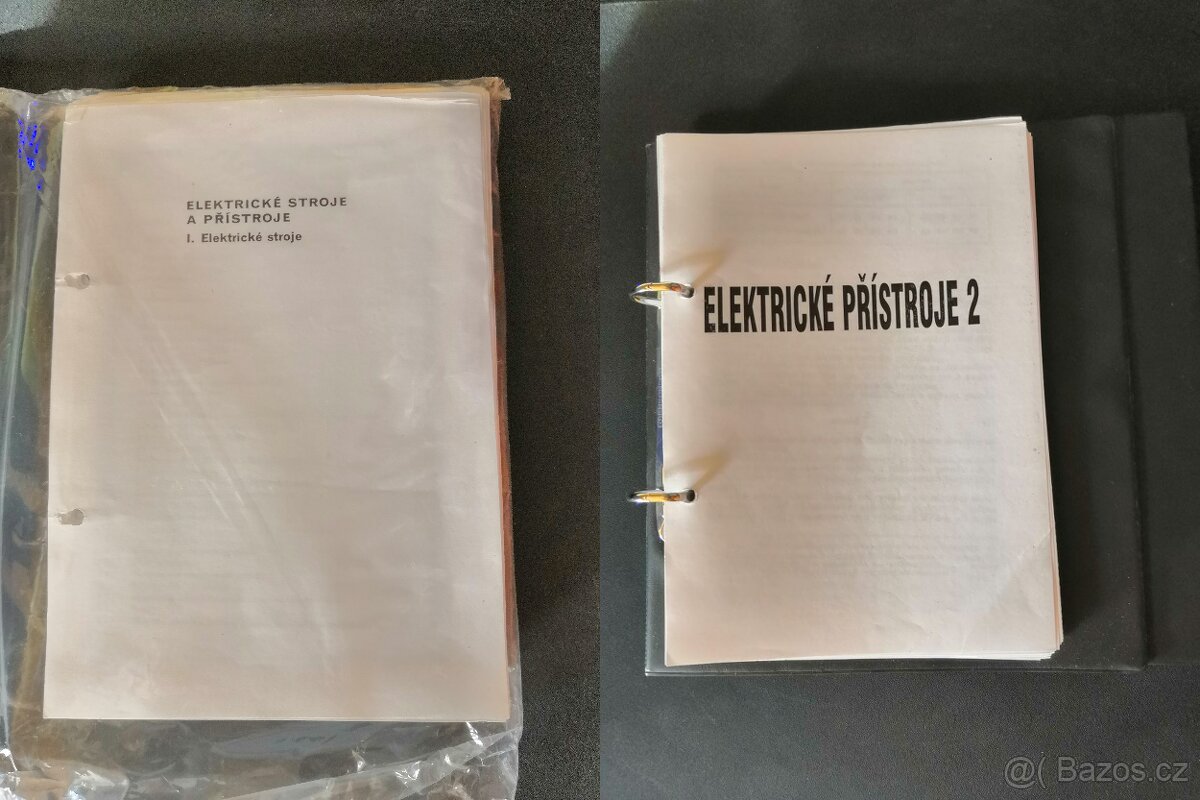 ELEKTRICKÉ STROJE
A PŘÍSTROJE
I. Elektrické stroje
ELEKTRICKÉ PŘÍSTROJE 2
@( Bazos.cz